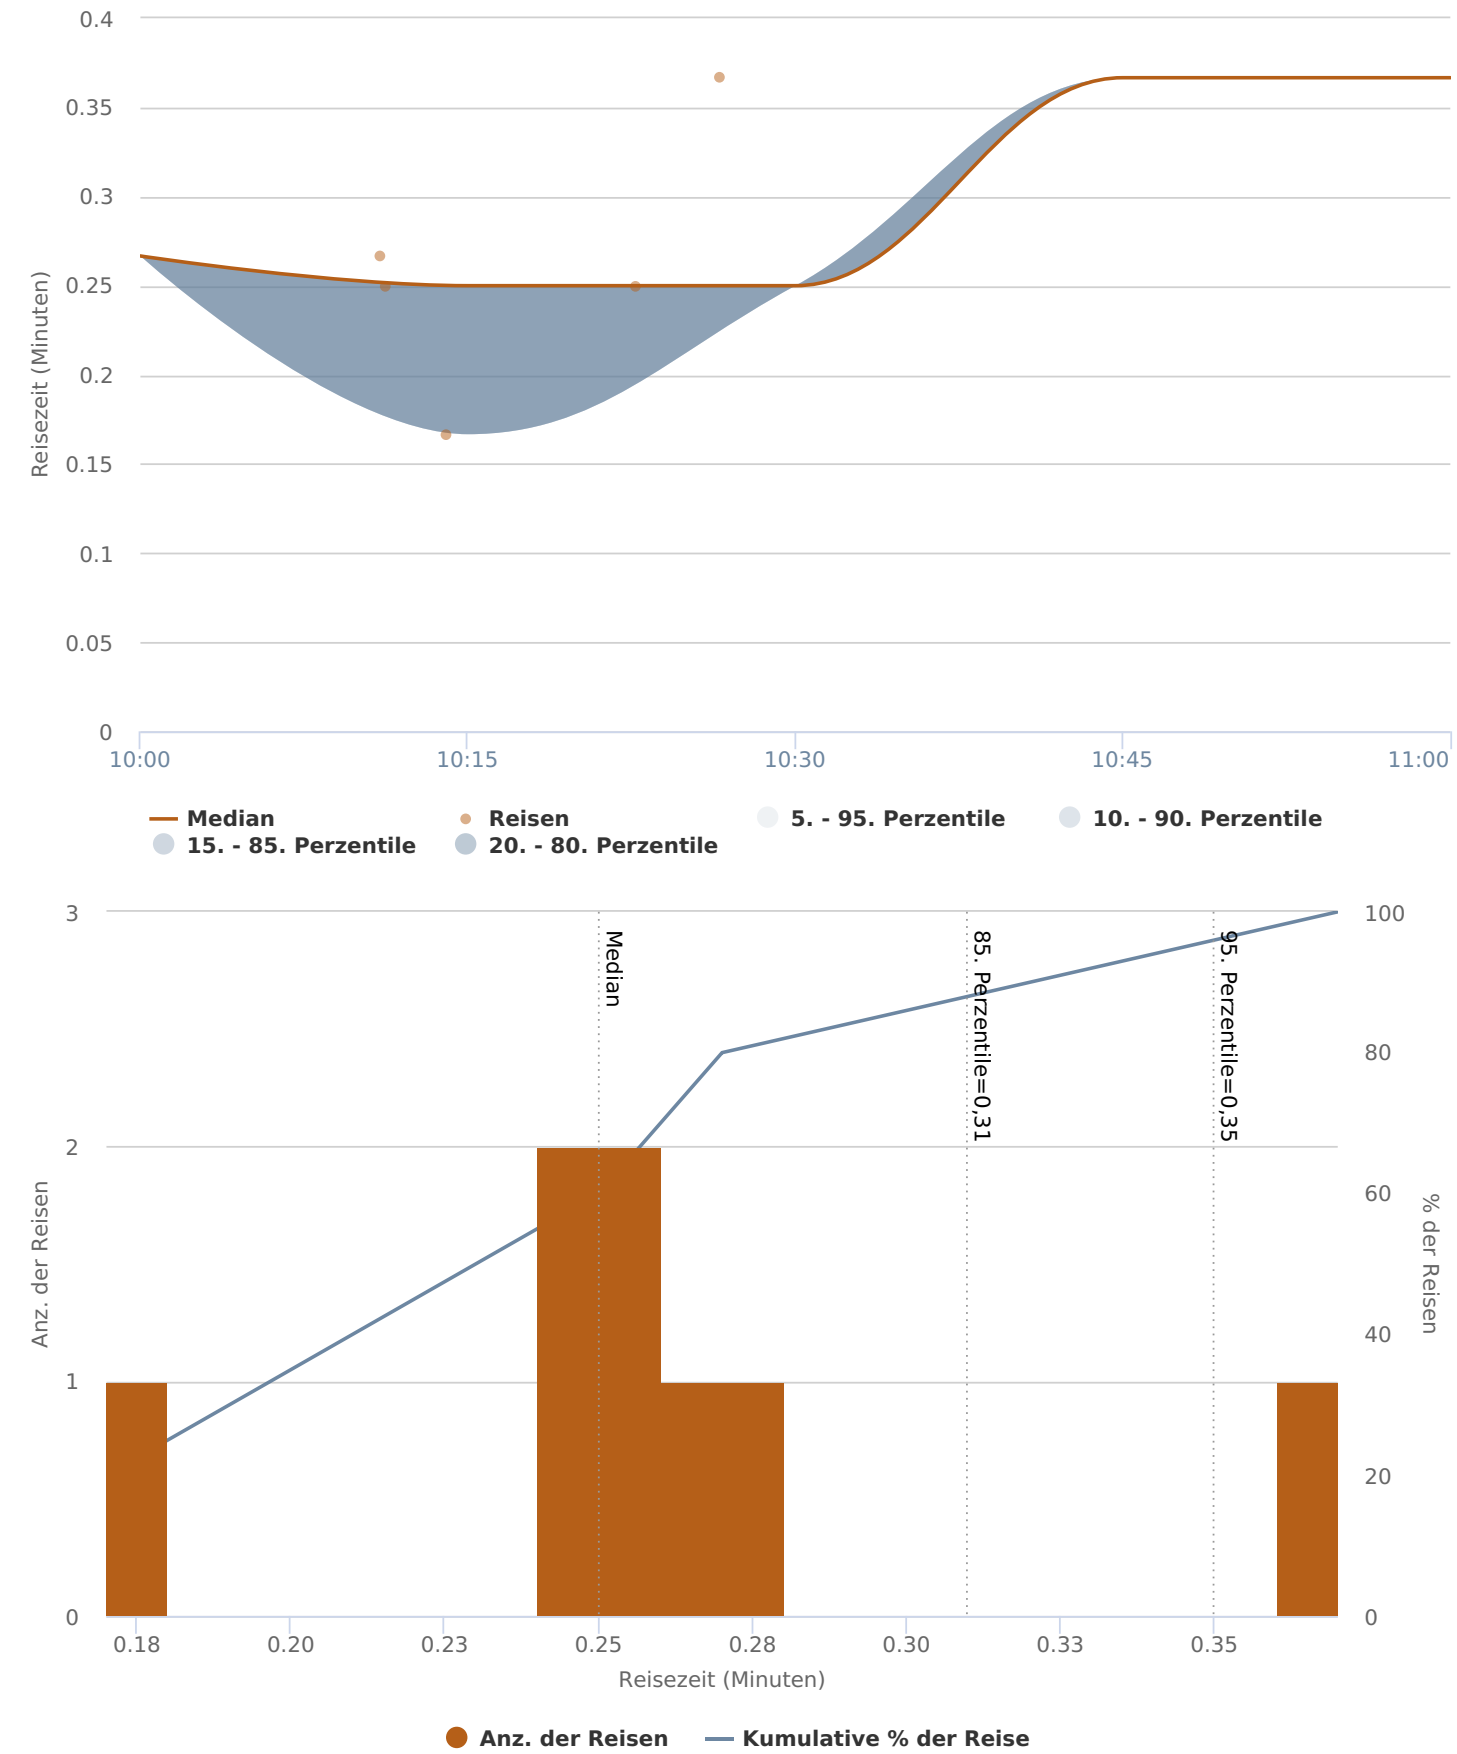 0.4
0.35
0.3
0.25
0.2
0.15
0.1
0.05
0
Reisezeit (Minuten)
10:00 10:15 10:30 10:45 11:00
Median Reisen 5. - 95. Perzentile 10. - 90. Perzentile
15. - 85. Perzentile 20. - 80. Perzentile
3
2
1
0
Anz. der Reisen
Median
85. Perzentile=0,31
95. Perzentile=0,35
100
80
60
40
20
0
% der Reisen
0.18 0.20 0.23 0.25 0.28 0.30 0.33 0.35
Reisezeit (Minuten)
Anz. der Reisen Kumulative % der Reise